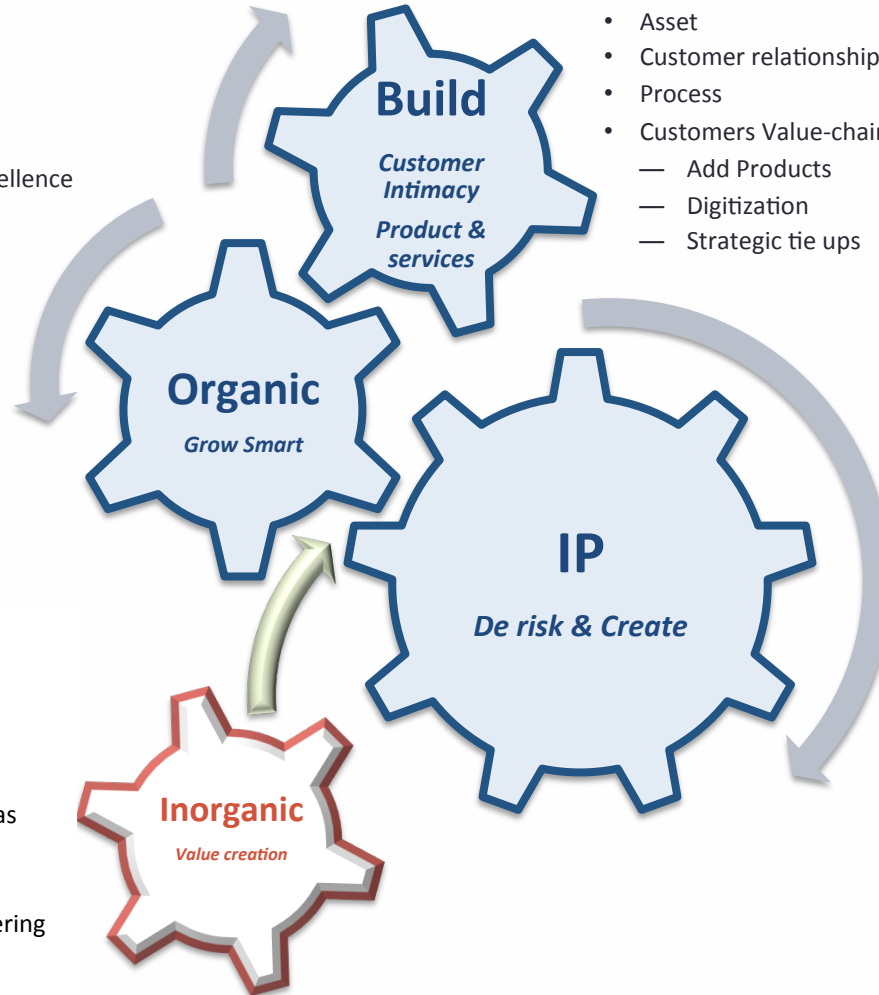 • Asset
• Customer relationship
• Process
• Customers Value-chain
— Add Products
— Digitization
— Strategic tie ups
ellence
Build
Customer
Intimacy
Product &
services
Organic
Grow Smart
IP
De risk & Create
Inorganic
Value creation
as
ering